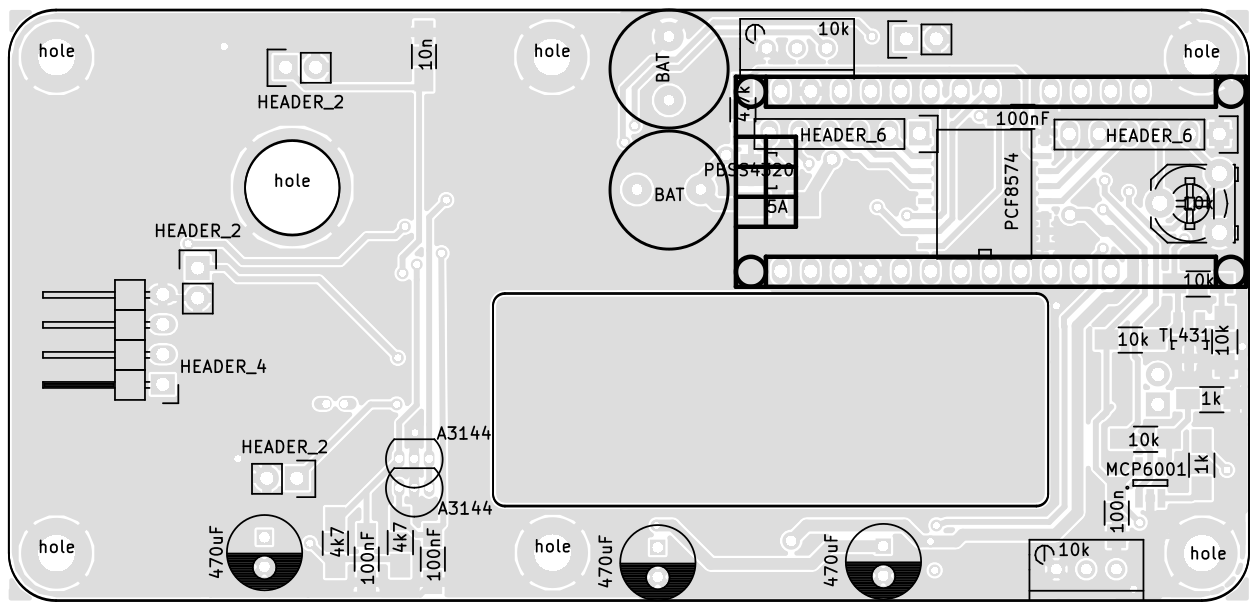 hole
hole
hole
10n
BAT
10k
HEADER_2
4.7k
100nF
HEADER_6
HEADER_6
PBSS4320
PCF8574
hole
BAT
5A
10k
HEADER_2
10k
10k
TL431
10k
HEADER_4
1k
A3144
10k
HEADER_2
MCP6001
1k
A3144
100n
hole
470uF
4k7
100nF
4k7
100nF
hole
470uF
470uF
10k
hole